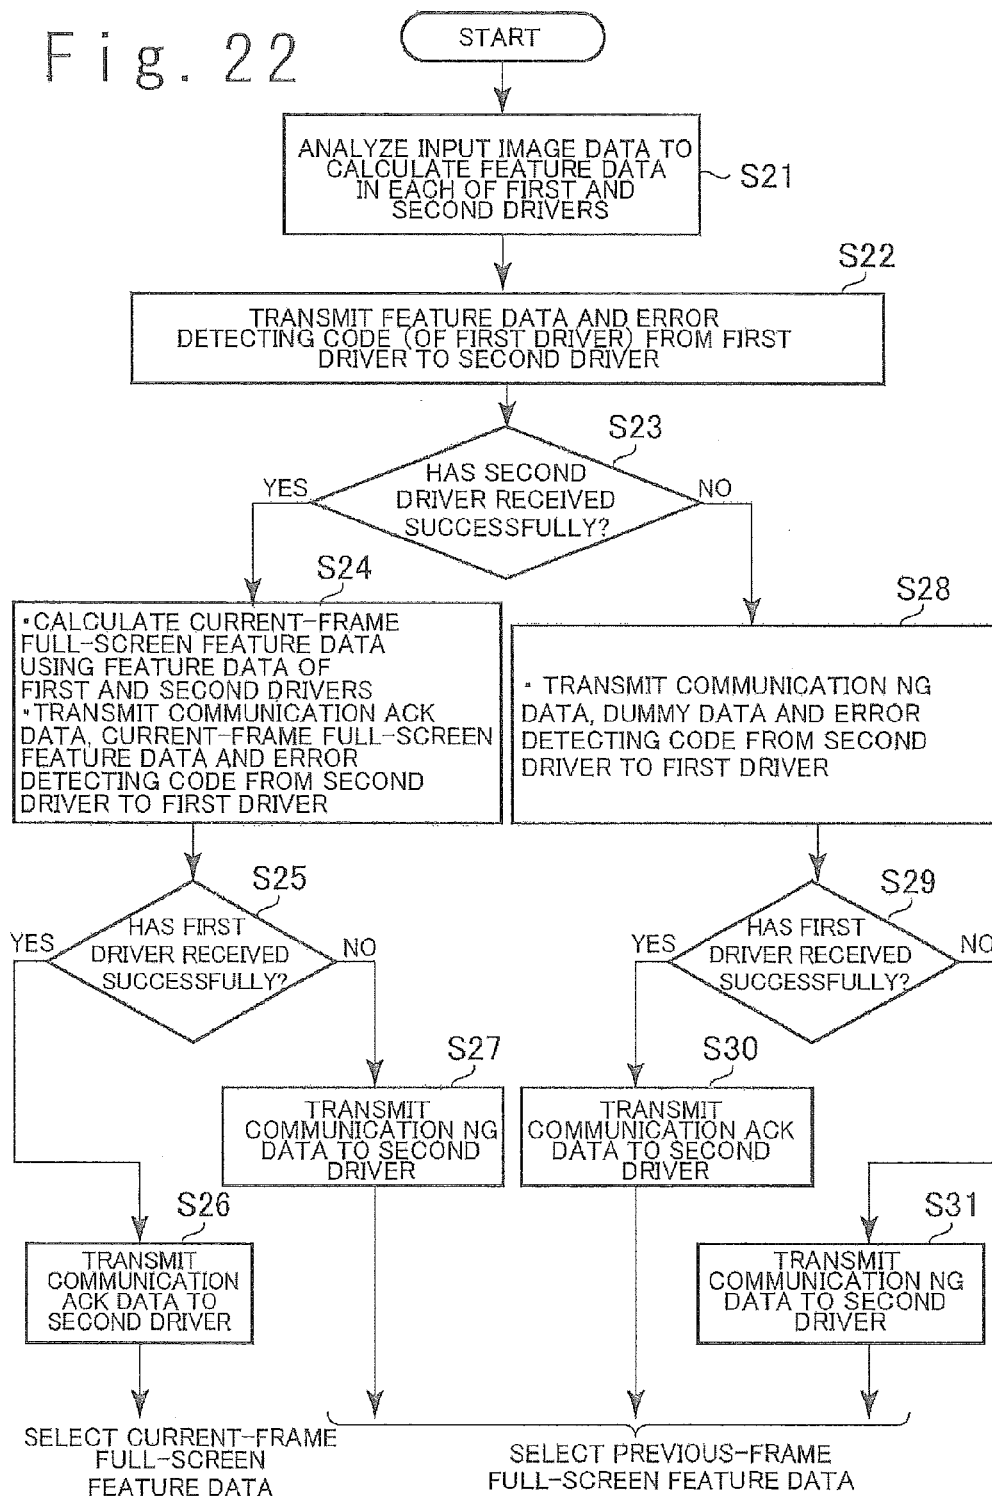 Fig. 22
START
ANALYZE INPUT IMAGE DATA TO
CALCULATE FEATURE DATA
IN EACH OF FIRST AND
SECOND DRIVERS
S21
S22
TRANSMIT FEATURE DATA AND ERROR
DETECTING CODE (OF FIRST DRIVER) FROM FIRST
DRIVER TO SECOND DRIVER
S23
HAS SECOND
DRIVER RECEIVED
SUCCESSFULLY?
YES
NO
S24
・CALCULATE CURRENT-FRAME
FULL-SCREEN FEATURE DATA
USING FEATURE DATA OF
FIRST AND SECOND DRIVERS
・TRANSMIT COMMUNICATION ACK
DATA, CURRENT-FRAME FULL-SCREEN
FEATURE DATA AND ERROR
DETECTING CODE FROM SECOND
DRIVER TO FIRST DRIVER
S28
・ TRANSMIT COMMUNICATION NG
DATA, DUMMY DATA AND ERROR
DETECTING CODE FROM SECOND
DRIVER TO FIRST DRIVER
S25
HAS FIRST
DRIVER RECEIVED
SUCCESSFULLY?
YES
NO
S29
HAS FIRST
DRIVER RECEIVED
SUCCESSFULLY?
YES
NO
S27
TRANSMIT
COMMUNICATION NG
DATA TO SECOND
DRIVER
S30
TRANSMIT
COMMUNICATION ACK
DATA TO SECOND
DRIVER
S26
TRANSMIT
COMMUNICATION
ACK DATA TO
SECOND DRIVER
S31
TRANSMIT
COMMUNICATION NG
DATA TO SECOND
DRIVER
SELECT CURRENT-FRAME
FULL-SCREEN
FEATURE DATA
SELECT PREVIOUS-FRAME
FULL-SCREEN FEATURE DATA